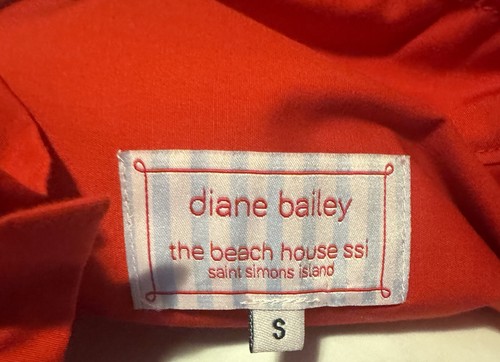 diane bailey
the beach house ssi
saint simons island
S